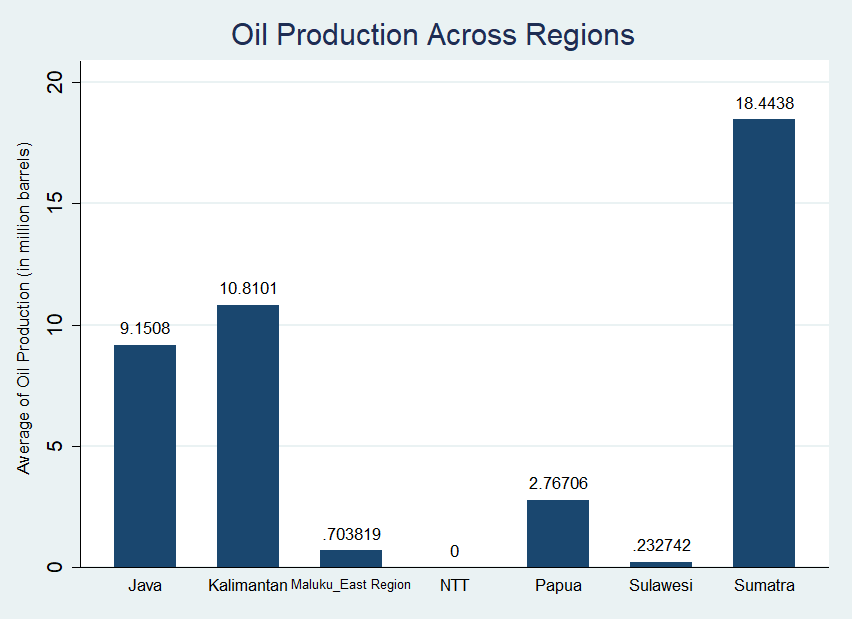 Oil Production Across Regions
Average of Oil Production (in million barrels)
20
15
10
5
0
9.1508
10.8101
.703819
0
2.76706
.232742
18.4438
Java
Kalimantan
Maluku_East Region
NTT
Papua
Sulawesi
Sumatra